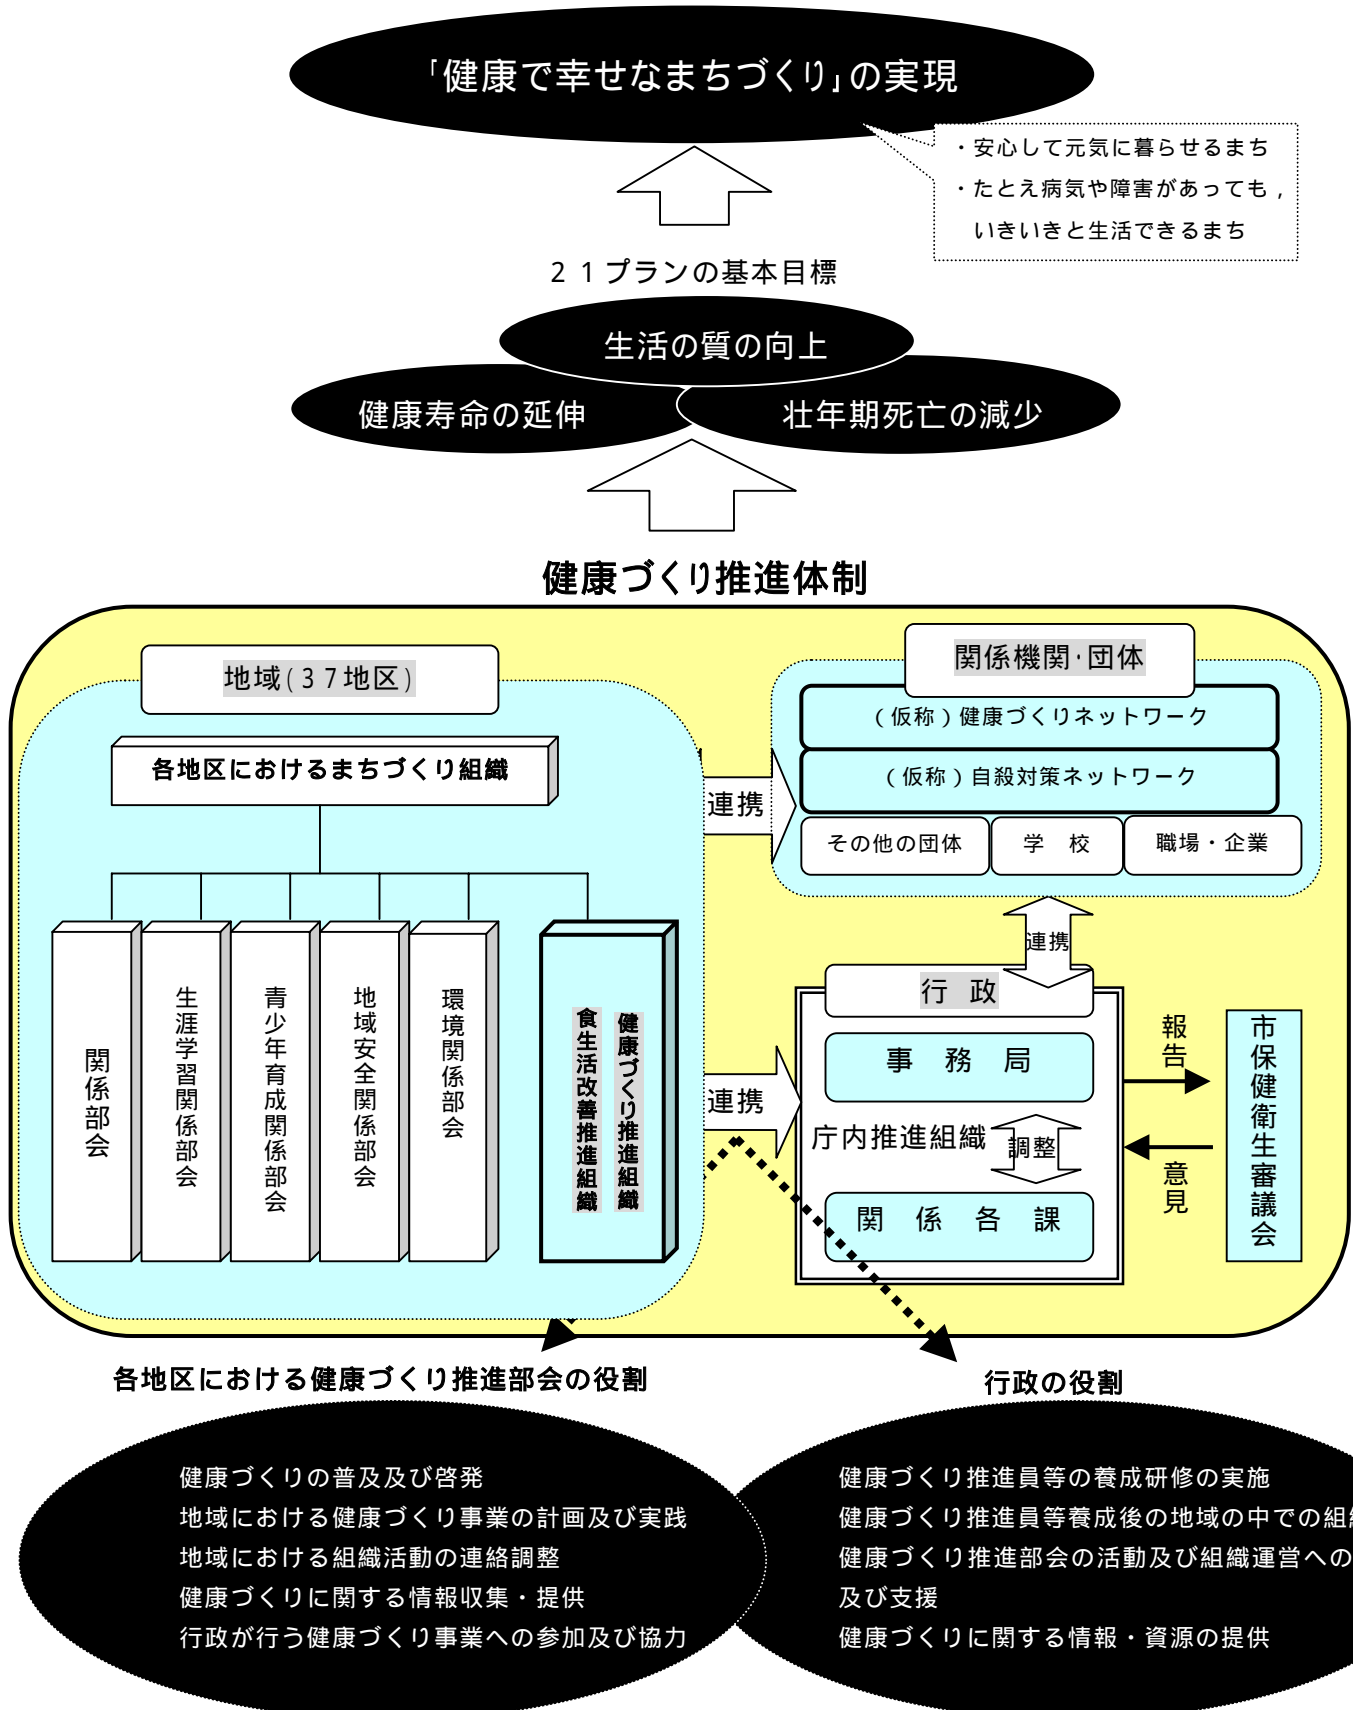 「健康で幸せなまちづくり」の実現
・安心して元気に暮らせるまち
・たとえ病気や障害があっても，
いきいきと生活できるまち
２１プランの基本目標
生活の質の向上
健康寿命の延伸
壮年期死亡の減少
健康づくり推進体制
地域(３７地区)
各地区におけるまちづくり組織
関係部会
生涯学習関係部会
青少年育成関係部会
地域安全関係部会
環境関係部会
健康づくり推進組織
食生活改善推進組織
連携
関係機関・団体
（仮称）健康づくりネットワーク
（仮称）自殺対策ネットワーク
その他の団体
学　校
職場・企業
連携
連携
行　政
事　務　局
庁内推進組織
調整
関　係　各　課
報告
意見
市保健衛生審議会
各地区における健康づくり推進部会の役割
健康づくりの普及及び啓発
地域における健康づくり事業の計画及び実践
地域における組織活動の連絡調整
健康づくりに関する情報収集・提供
行政が行う健康づくり事業への参加及び協力
行政の役割
健康づくり推進員等の養成研修の実施
健康づくり推進員等養成後の地域の中での組
健康づくり推進部会の活動及び組織運営への
及び支援
健康づくりに関する情報・資源の提供